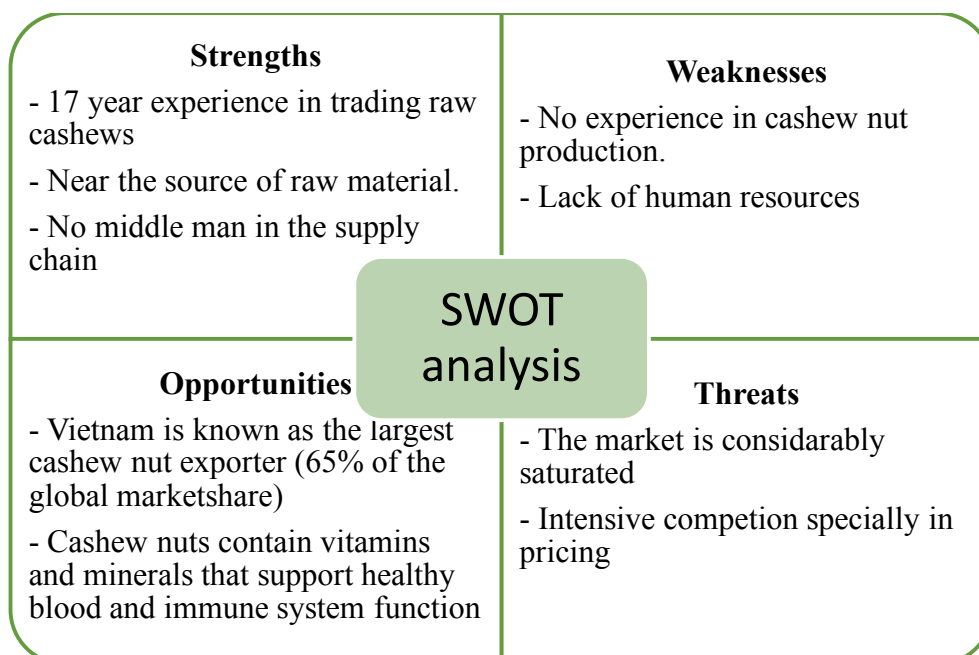 Strengths
- 17 year experience in trading raw
cashews
- Near the source of raw material.
- No middle man in the supply
chain
Weaknesses
- No experience in cashew nut
production.
- Lack of human resources
SWOT
analysis
Opportunities
- Vietnam is known as the largest
cashew nut exporter (65% of the
global marketshare)
- Cashew nuts contain vitamins
and minerals that support healthy
blood and immune system function
Threats
- The market is considarably
saturated
- Intensive competion specially in
pricing